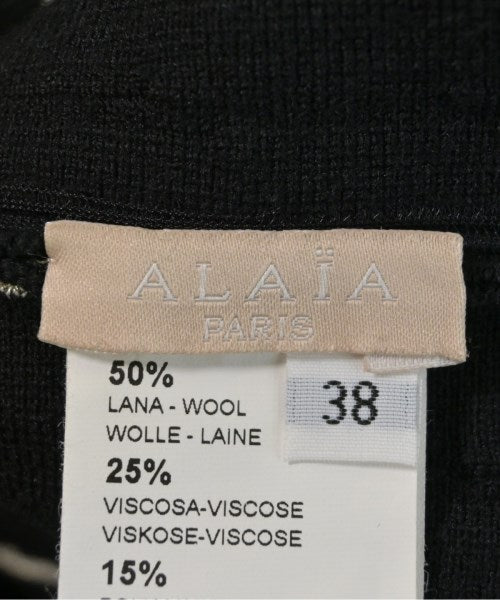 ALAÏA
PARIS
38
50%
LANA - WOOL
WOLLE - LAINE
25%
VISCOSA-VISCOSE
VISKOSE-VISCOSE
15%